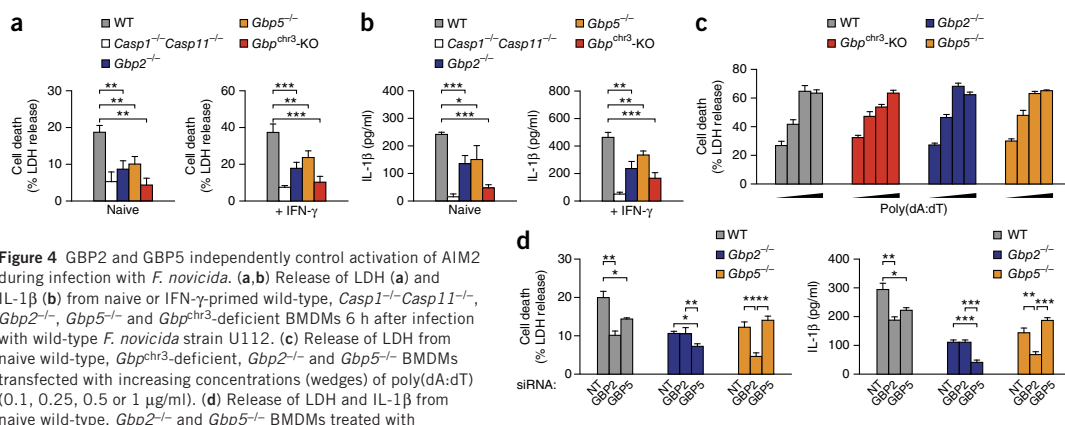 a
WT
Casp1–/–Casp11–/–
Gbp2–/–
Gbp5–/–
Gbpchr3-KO
Cell death
(% LDH release)
30
20
10
0
**
**
**
Naive
Cell death
(% LDH release)
60
40
20
0
***
**
***
+ IFN-γ
b
WT
Casp1–/–Casp11–/–
Gbp2–/–
Gbp5–/–
Gbpchr3-KO
IL-1β (pg/ml)
400
300
200
100
0
**
*
***
Naive
IL-1β (pg/ml)
800
600
400
200
0
**
**
***
+ IFN-γ
c
WT
Gbpchr3-KO
Gbp2–/–
Gbp5–/–
Cell death
(% LDH release)
80
60
40
20
0
Poly(dA:dT)
Figure 4 GBP2 and GBP5 independently control activation of AIM2
during infection with F. novicida. (a,b) Release of LDH (a) and
IL-1β (b) from naive or IFN-γ-primed wild-type, Casp1–/–Casp11–/–,
Gbp2–/–, Gbp5–/– and Gbpchr3-deficient BMDMs 6 h after infection
with wild-type F. novicida strain U112. (c) Release of LDH from
naive wild-type, Gbpchr3-deficient, Gbp2–/– and Gbp5–/– BMDMs
transfected with increasing concentrations (wedges) of poly(dA:dT)
(0.1, 0.25, 0.5 or 1 μg/ml). (d) Release of LDH and IL-1β from
naive wild-type, Gbp2–/– and Gbp5–/– BMDMs treated with
d
WT
Gbp2–/–
Gbp5–/–
Cell death
(% LDH release)
30
20
10
0
**
*
**
*
****
siRNA:
NT
GBP2
GBP5
NT
GBP2
GBP5
NT
GBP2
GBP5
WT
Gbp2–/–
Gbp5–/–
IL-1β (pg/ml)
400
300
200
100
0
**
*
***
***
**
***
NT
GBP2
GBP5
NT
GBP2
GBP5
NT
GBP2
GBP5